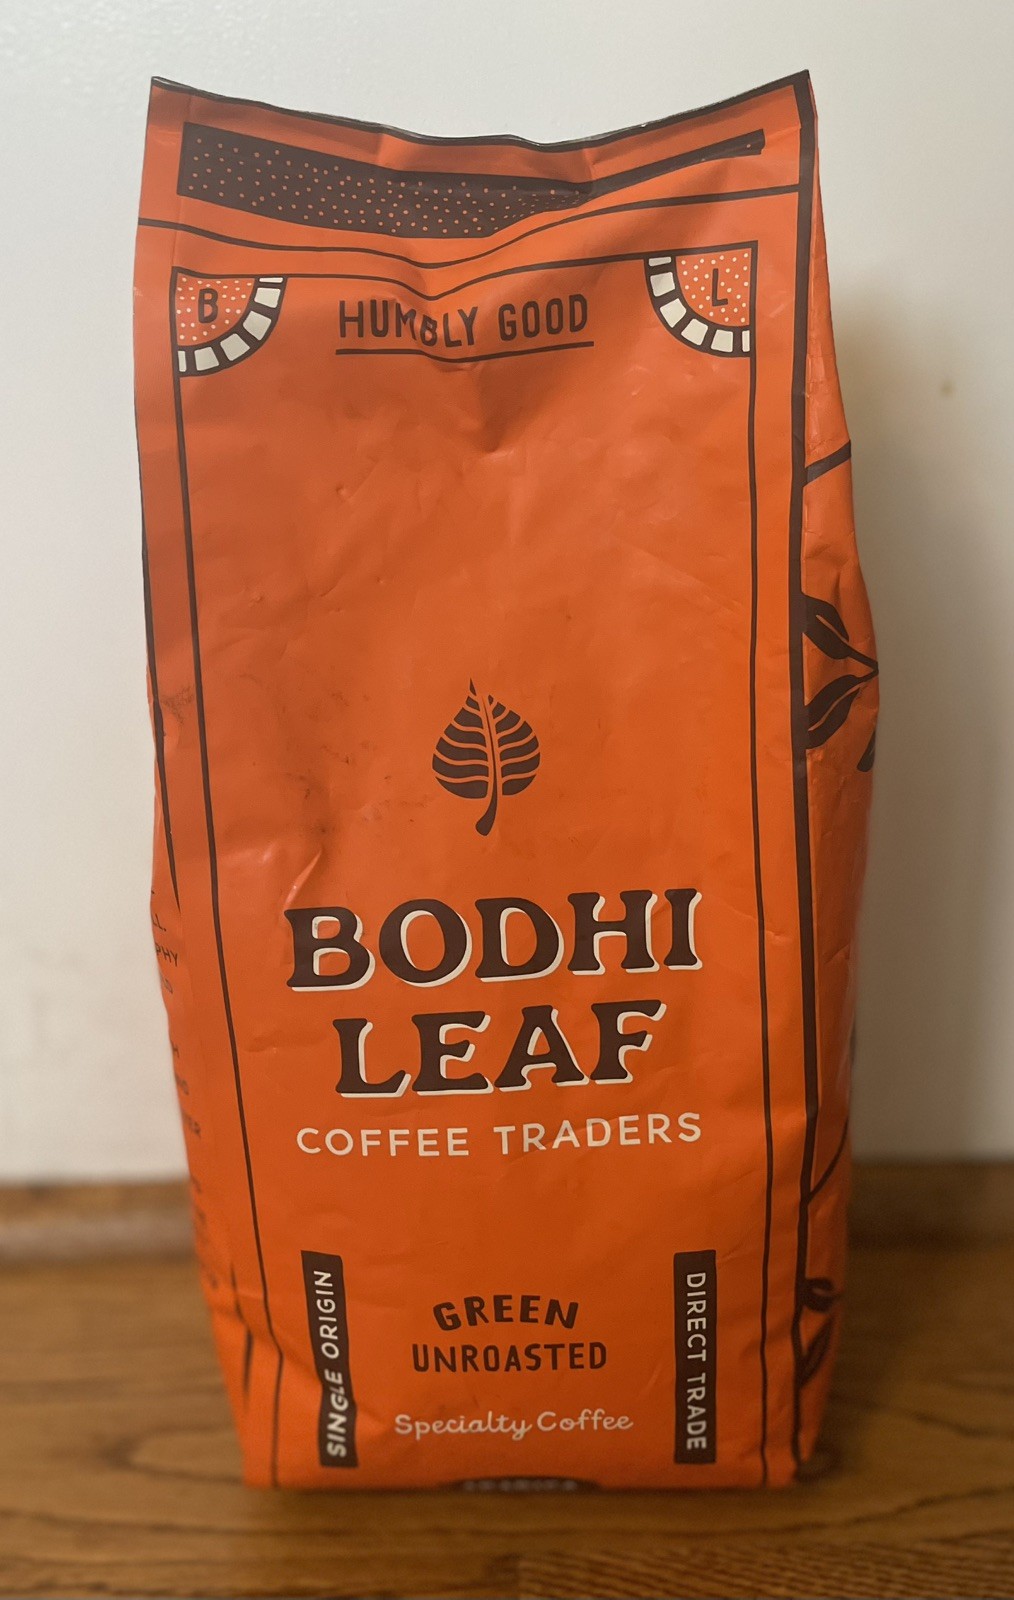 B
L
HUMBLY GOOD
BODHI
LEAF
COFFEE TRADERS
SINGLE ORIGIN
GREEN
UNROASTED
Specialty Coffee
DIRECT TRADE